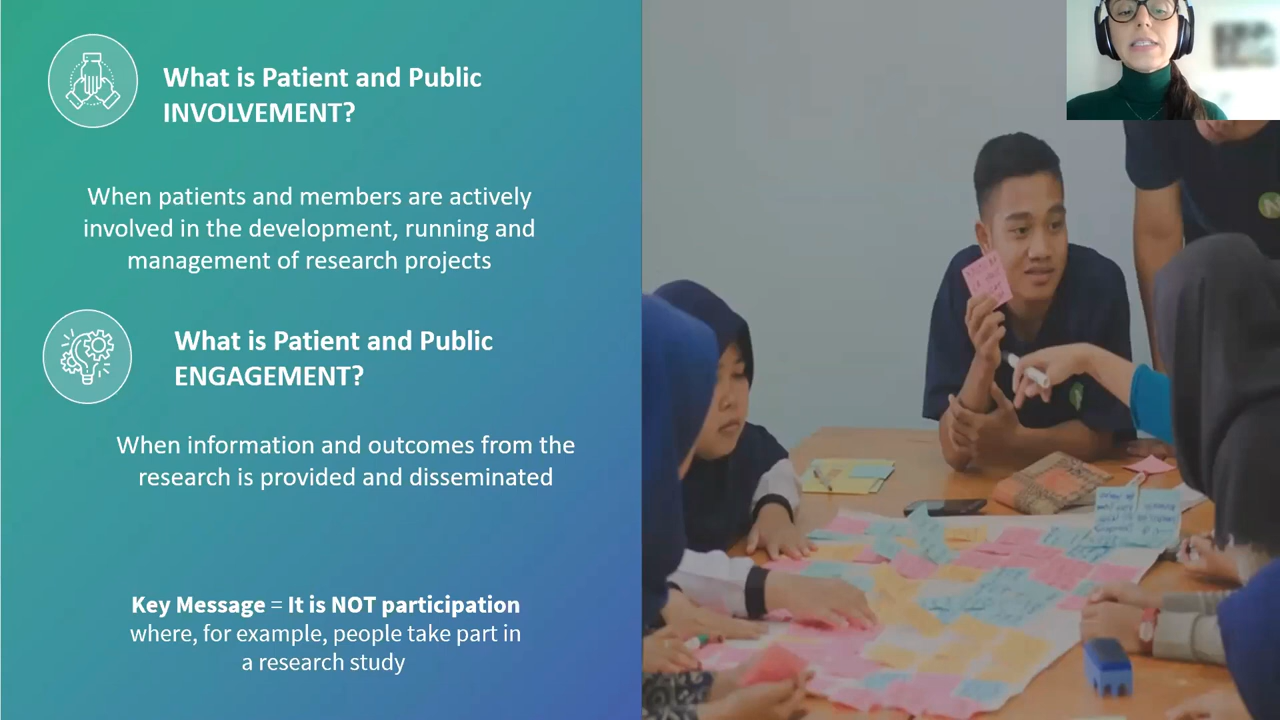 What is Patient and Public
INVOLVEMENT?
When patients and members are actively
involved in the development, running and
management of research projects
What is Patient and Public
ENGAGEMENT?
When information and outcomes from the
research is provided and disseminated
Key Message = It is NOT participation
where, for example, people take part in
a research study